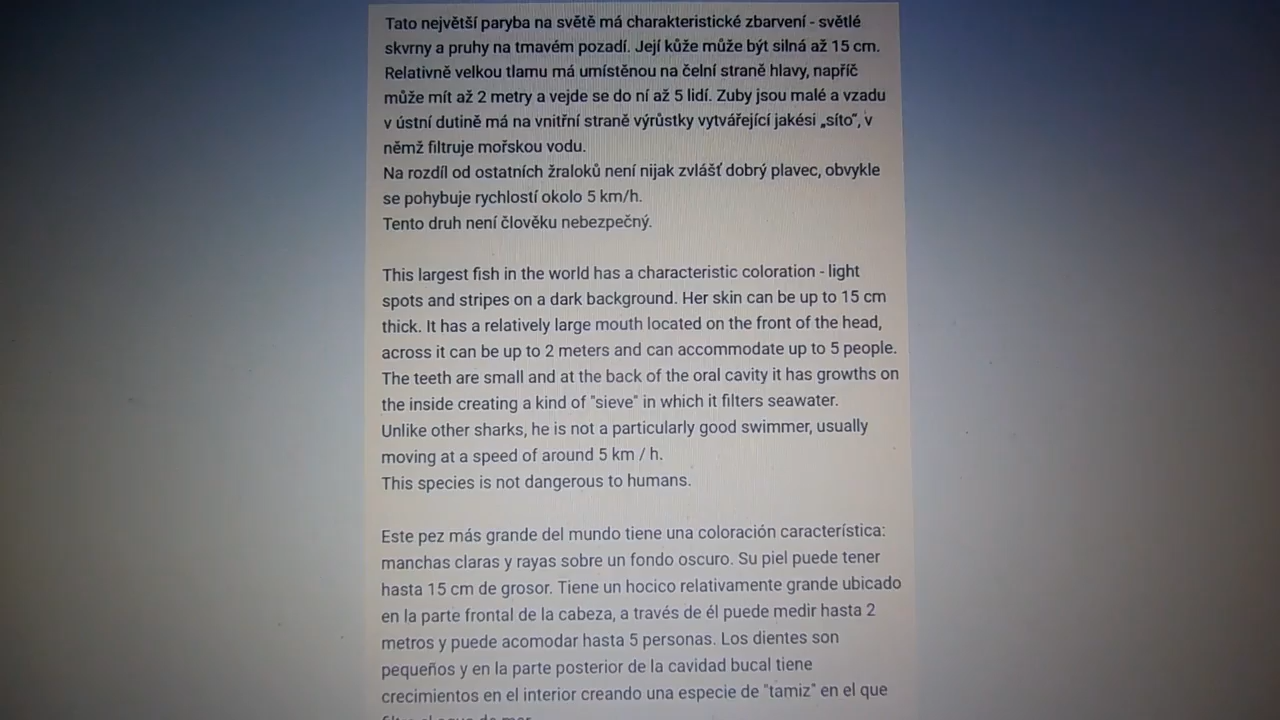 Tato největší paryba na světě má charakteristické zbarvení - světlé
skvrny a pruhy na tmavém pozadí. Její kůže může být silná až 15 cm.
Relativně velkou tlamu má umístěnou na čelní straně hlavy, napříč
může mít až 2 metry a vejde se do ní až 5 lidí. Zuby jsou malé a vzadu
v ústní dutině má na vnitřní straně výrůstky vytvářející jakési „síto“, v
němž filtruje mořskou vodu.
Na rozdíl od ostatních žraloků není nijak zvlášť dobrý plavec, obvykle
se pohybuje rychlostí okolo 5 km/h.
Tento druh není člověku nebezpečný.
This largest fish in the world has a characteristic coloration - light
spots and stripes on a dark background. Her skin can be up to 15 cm
thick. It has a relatively large mouth located on the front of the head,
across it can be up to 2 meters and can accommodate up to 5 people.
The teeth are small and at the back of the oral cavity it has growths on
the inside creating a kind of "sieve" in which it filters seawater.
Unlike other sharks, he is not a particularly good swimmer, usually
moving at a speed of around 5 km / h.
This species is not dangerous to humans.
Este pez más grande del mundo tiene una coloración característica:
manchas claras y rayas sobre un fondo oscuro. Su piel puede tener
hasta 15 cm de grosor. Tiene un hocico relativamente grande ubicado
en la parte frontal de la cabeza, a través de él puede medir hasta 2
metros y puede acomodar hasta 5 personas. Los dientes son
pequeños y en la parte posterior de la cavidad bucal tiene
crecimientos en el interior creando una especie de "tamiz" en el que